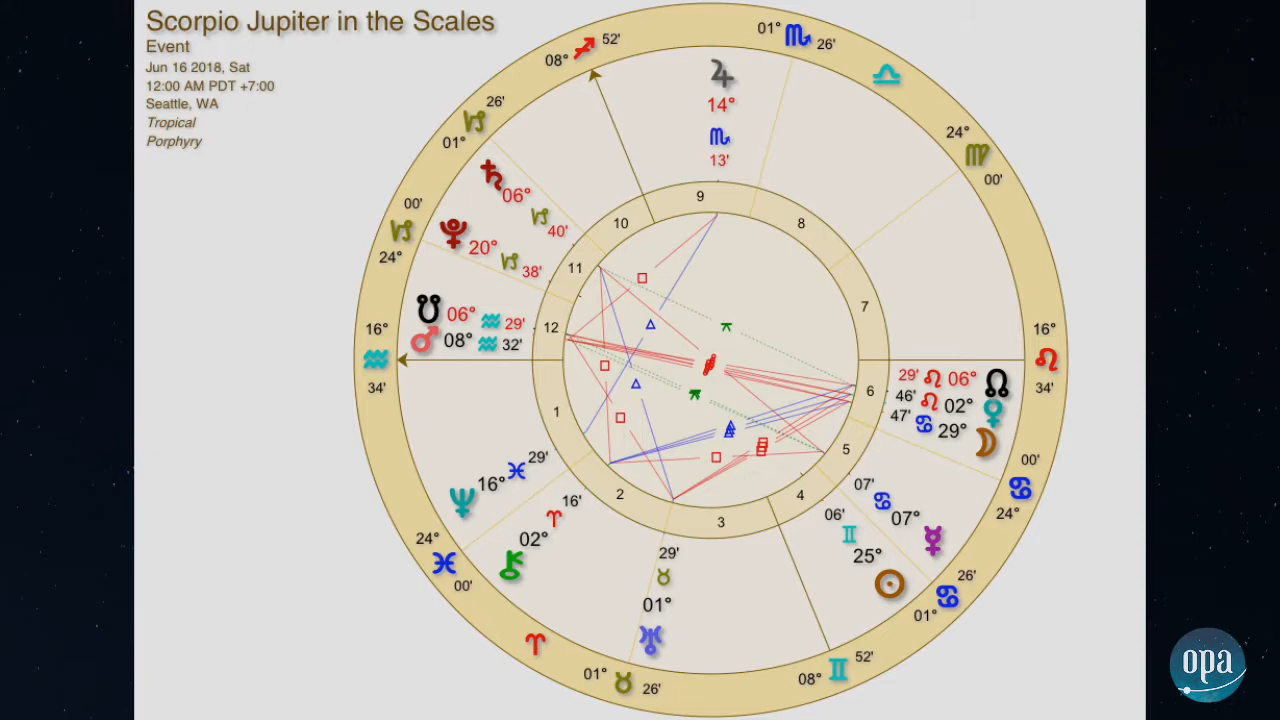 Scorpio Jupiter in the Scales
Event
Jun 16 2018, Sat
12:00 AM PDT +7:00
Seattle, WA
Tropical
Porphyry
08° ♐ 52'
01° ♏ 26'
♎
24° ♍ 00'
16° ♌ 34'
24° ♋ 00'
01° ♋ 26'
08° ♊ 52'
01° ♉ 26'
♈
24° ♓ 00'
16° ♒ 34'
24° ♑ 00'
01° ♑ 26'
♃ 14° ♏ 13'
♄ 06° ♑ 40'
♇ 20° ♑ 38'
☋ 06° ♒ 29'
♂ 08° ♒ 32'
♆ 16° ♓ 29'
⚷ 02° ♈ 16'
♅ 01° ♉ 29'
☉ 25° ♊ 06'
☿ 07° ♋ 07'
☽ 29° ♋ 47'
♀ 02° ♌ 46'
☊ 06° ♌ 29'
1
2
3
4
5
6
7
8
9
10
11
12
opa